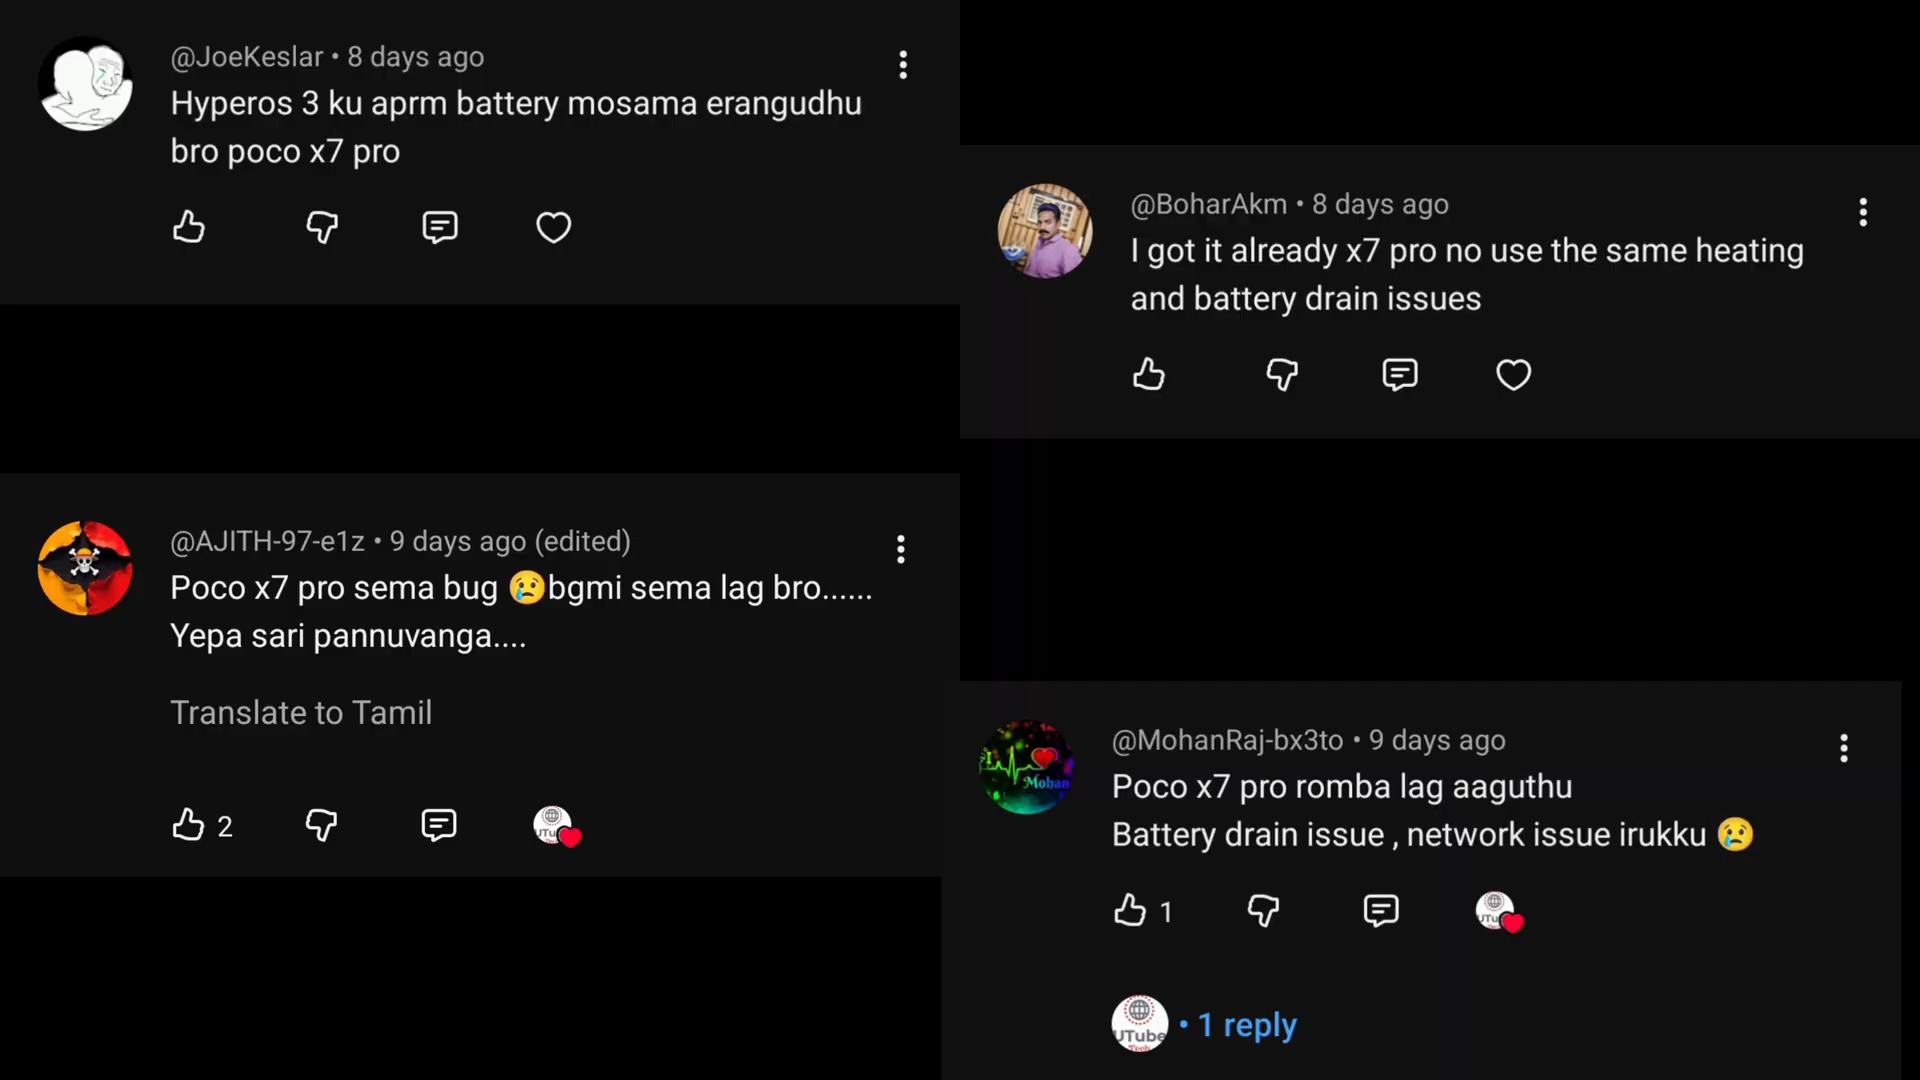 @JoeKeslar • 8 days ago
Hyperos 3 ku aprm battery mosama erangudhu
bro poco x7 pro
@BoharAkm • 8 days ago
I got it already x7 pro no use the same heating
and battery drain issues
@AJITH-97-e1z • 9 days ago (edited)
Poco x7 pro sema bug 😢bgmi sema lag bro......
Yepa sari pannuvanga....
Translate to Tamil
2
@MohanRaj-bx3to • 9 days ago
Mohan
Poco x7 pro romba lag aaguthu
Battery drain issue , network issue irukku 😢
1
UTube
• 1 reply